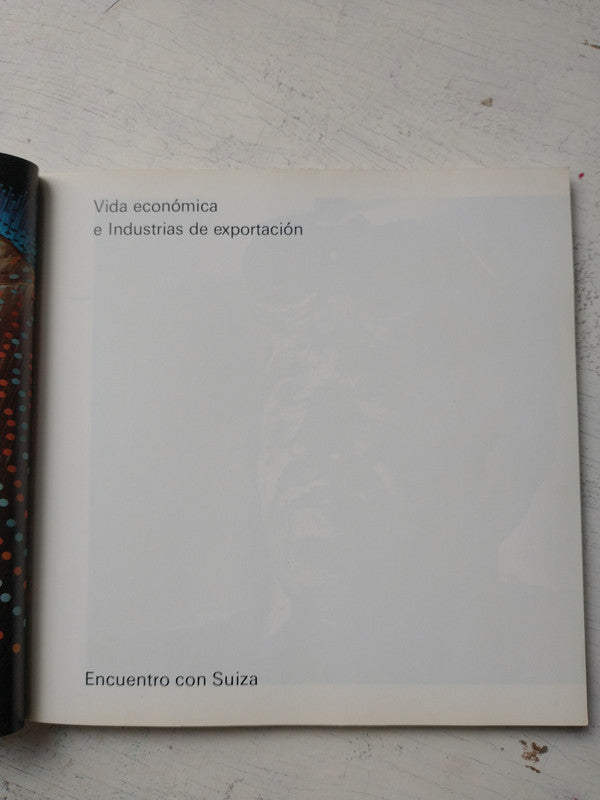 Vida económica
e Industrias de exportación
Encuentro con Suiza